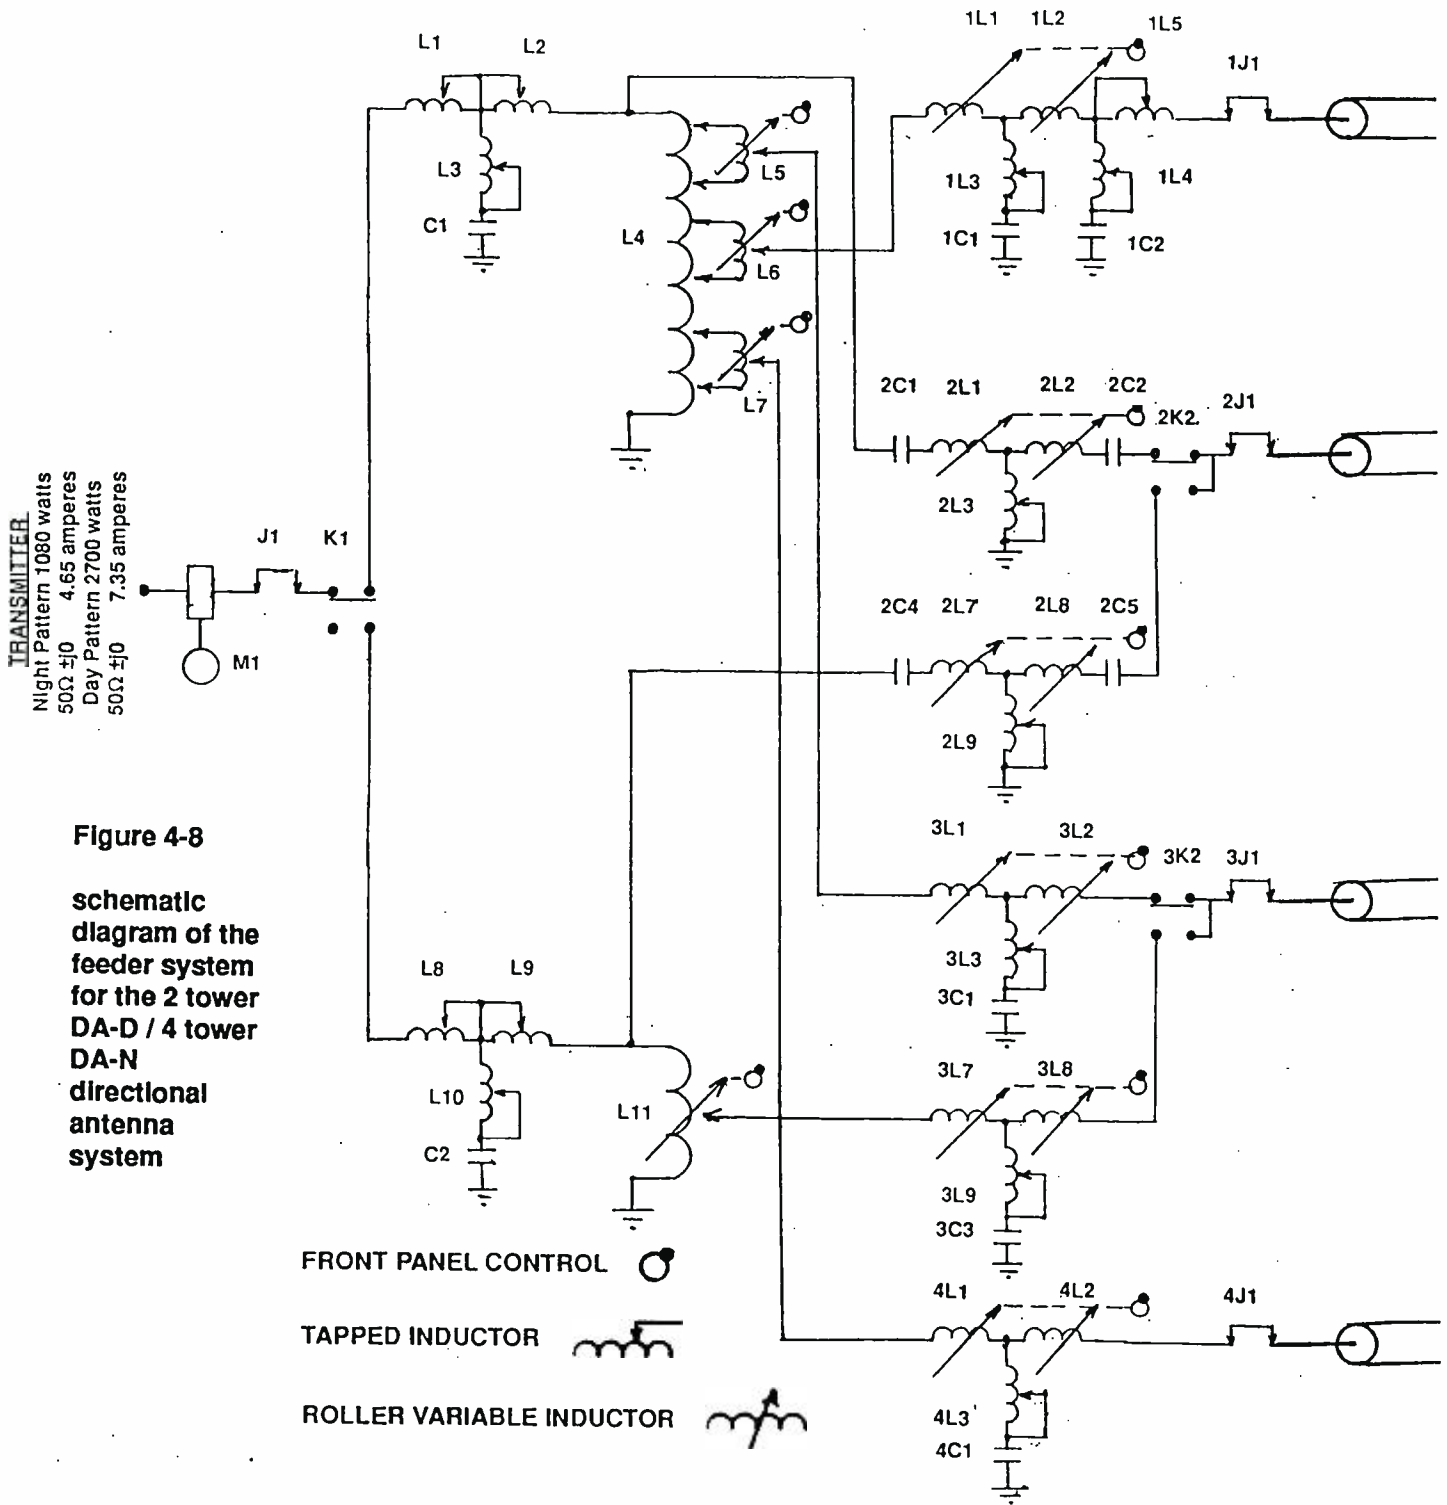 L1
L2
1L1
1L2
1L5
1J1
L3
C1
L5
L4
L6
L7
1L3
1L4
1C1
1C2
2C1
2L1
2L2
2C2
2K2.
2J1
2L3
TRANSMITTER
Night Pattern 1080 watts
50Ω ±j0 4.65 amperes
Day Pattern 2700 watts
50Ω ±j0 7.35 amperes
J1
K1
M1
2C4
2L7
2L8
2C5
2L9
Figure 4-8
schematic
diagram of the
feeder system
for the 2 tower
DA-D / 4 tower
DA-N
directional
antenna
system
3L1
3L2
3K2
3J1
3L3
3C1
L8
L9
L10
C2
L11
3L7
3L8
3L9
3C3
FRONT PANEL CONTROL
TAPPED INDUCTOR
ROLLER VARIABLE INDUCTOR
4L1
4L2
4J1
4L3
4C1